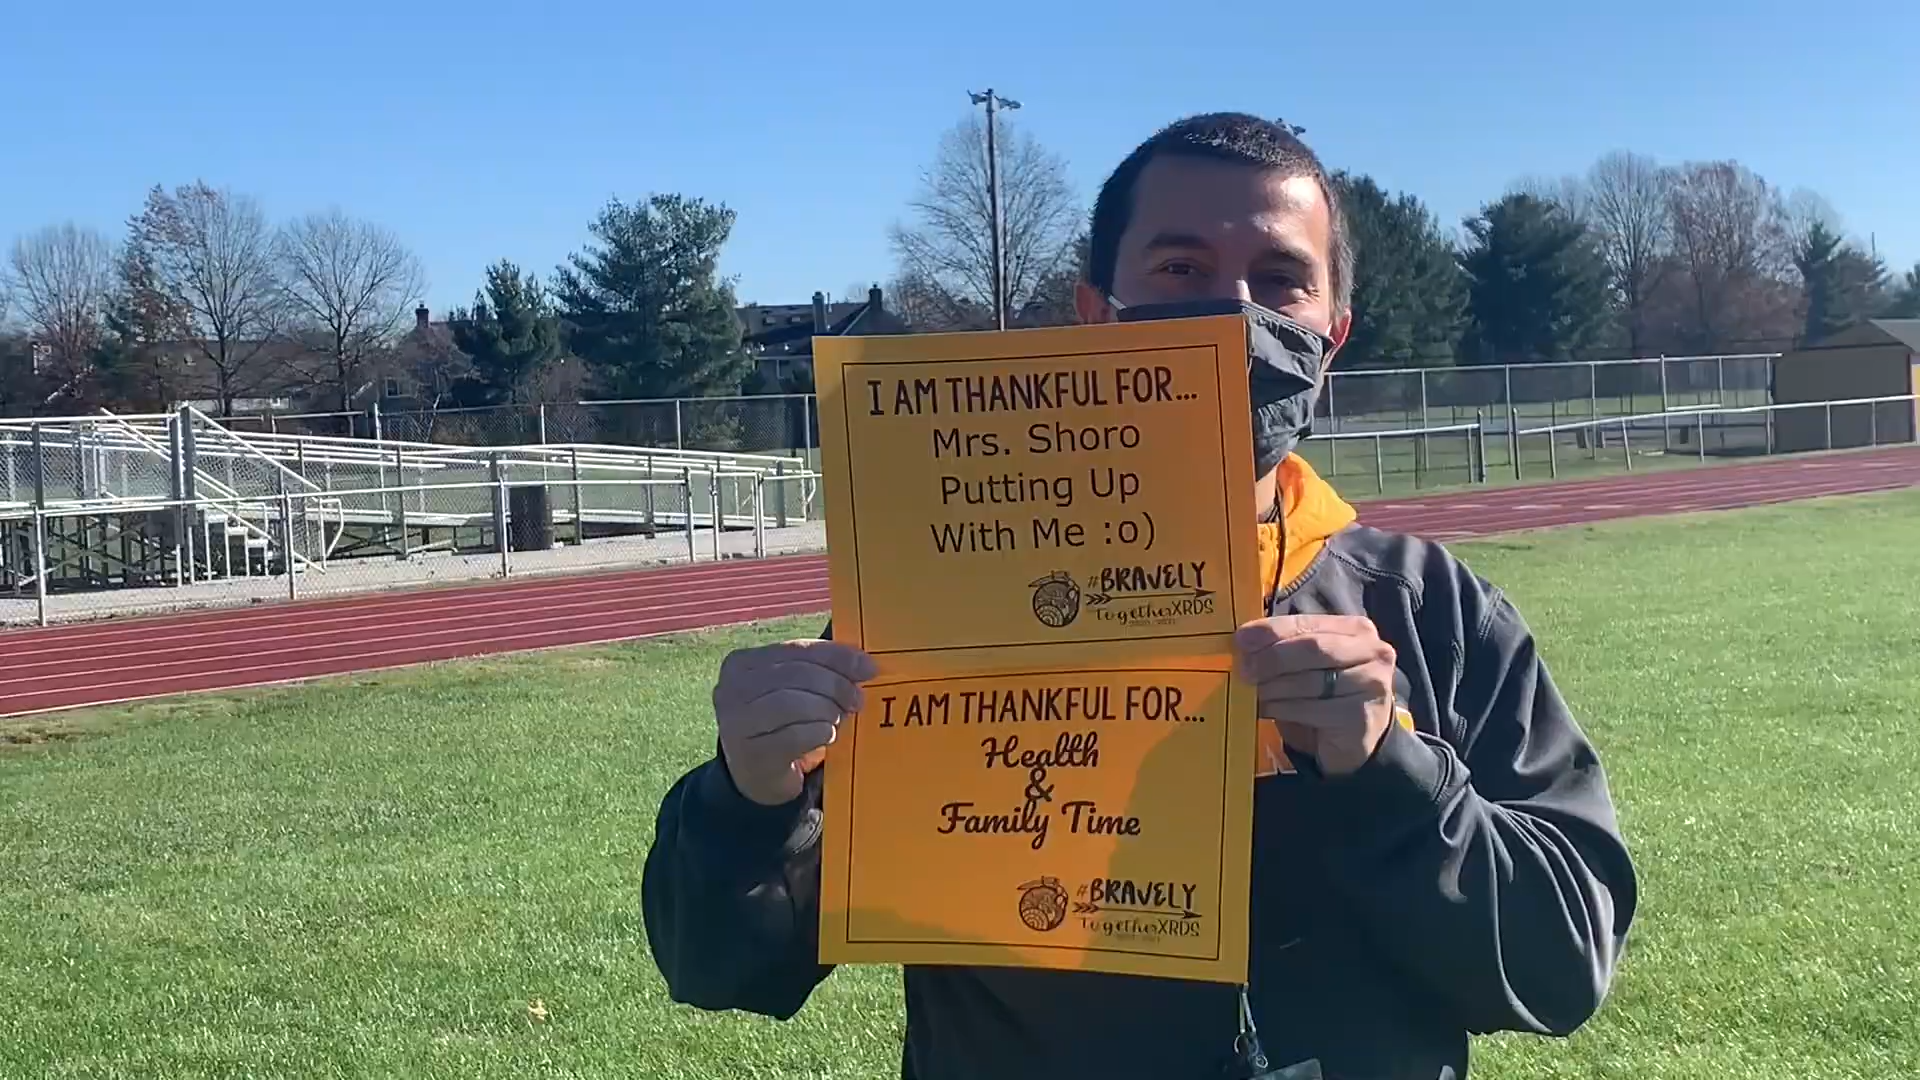 I AM THANKFUL FOR...
Mrs. Shoro
Putting Up
With Me :o)
#BRAVELY
togetherXRDS
I AM THANKFUL FOR...
Health
&
Family Time
#BRAVELY
togetherXRDS